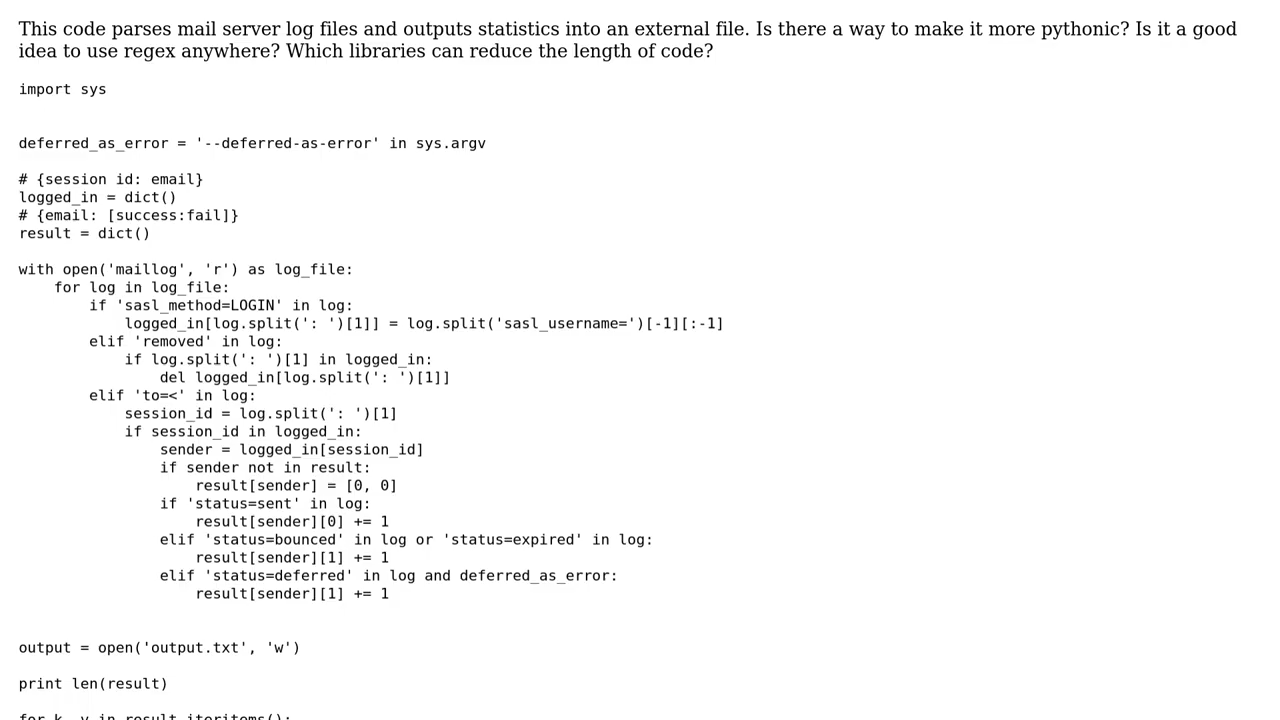 This code parses mail server log files and outputs statistics into an external file. Is there a way to make it more pythonic? Is it a good
idea to use regex anywhere? Which libraries can reduce the length of code?
import sys
deferred_as_error = '--deferred-as-error' in sys.argv
# {session id: email}
logged_in = dict()
# {email: [success:fail]}
result = dict()
with open('maillog', 'r') as log_file:
    for log in log_file:
        if 'sasl_method=LOGIN' in log:
            logged_in[log.split(': ')[1]] = log.split('sasl_username=')[-1][:-1]
        elif 'removed' in log:
            if log.split(': ')[1] in logged_in:
                del logged_in[log.split(': ')[1]]
        elif 'to=<' in log:
            session_id = log.split(': ')[1]
            if session_id in logged_in:
                sender = logged_in[session_id]
                if sender not in result:
                    result[sender] = [0, 0]
                if 'status=sent' in log:
                    result[sender][0] += 1
                elif 'status=bounced' in log or 'status=expired' in log:
                    result[sender][1] += 1
                elif 'status=deferred' in log and deferred_as_error:
                    result[sender][1] += 1
output = open('output.txt', 'w')
print len(result)
for k, v in result.iteritems():